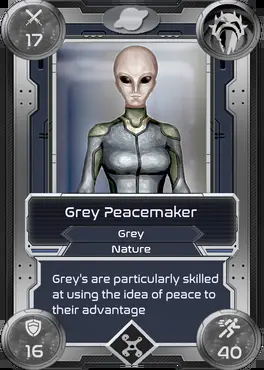 17
Grey Peacemaker
Grey
Nature
Grey's are particularly skilled
at using the idea of peace to
their advantage
16
40